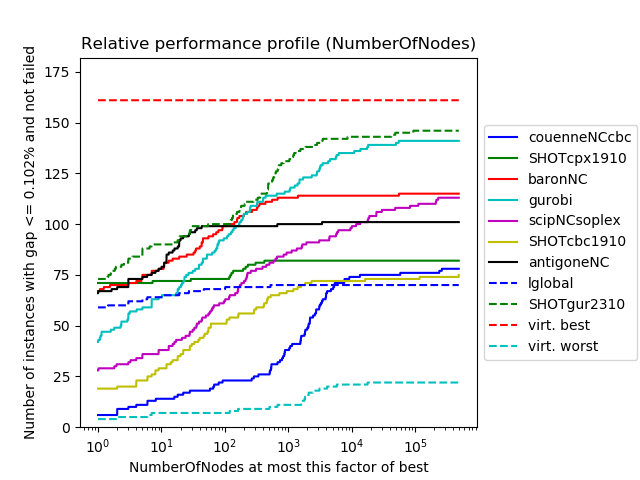 Relative performance profile (NumberOfNodes)
Number of instances with gap <= 0.102% and not failed
175
150
125
100
75
50
25
0
10^0
10^1
10^2
10^3
10^4
10^5
NumberOfNodes at most this factor of best
couenneNCcbc
SHOTcpx1910
baronNC
gurobi
scipNCsoplex
SHOTcbc1910
antigoneNC
lglobal
SHOTgur2310
virt. best
virt. worst